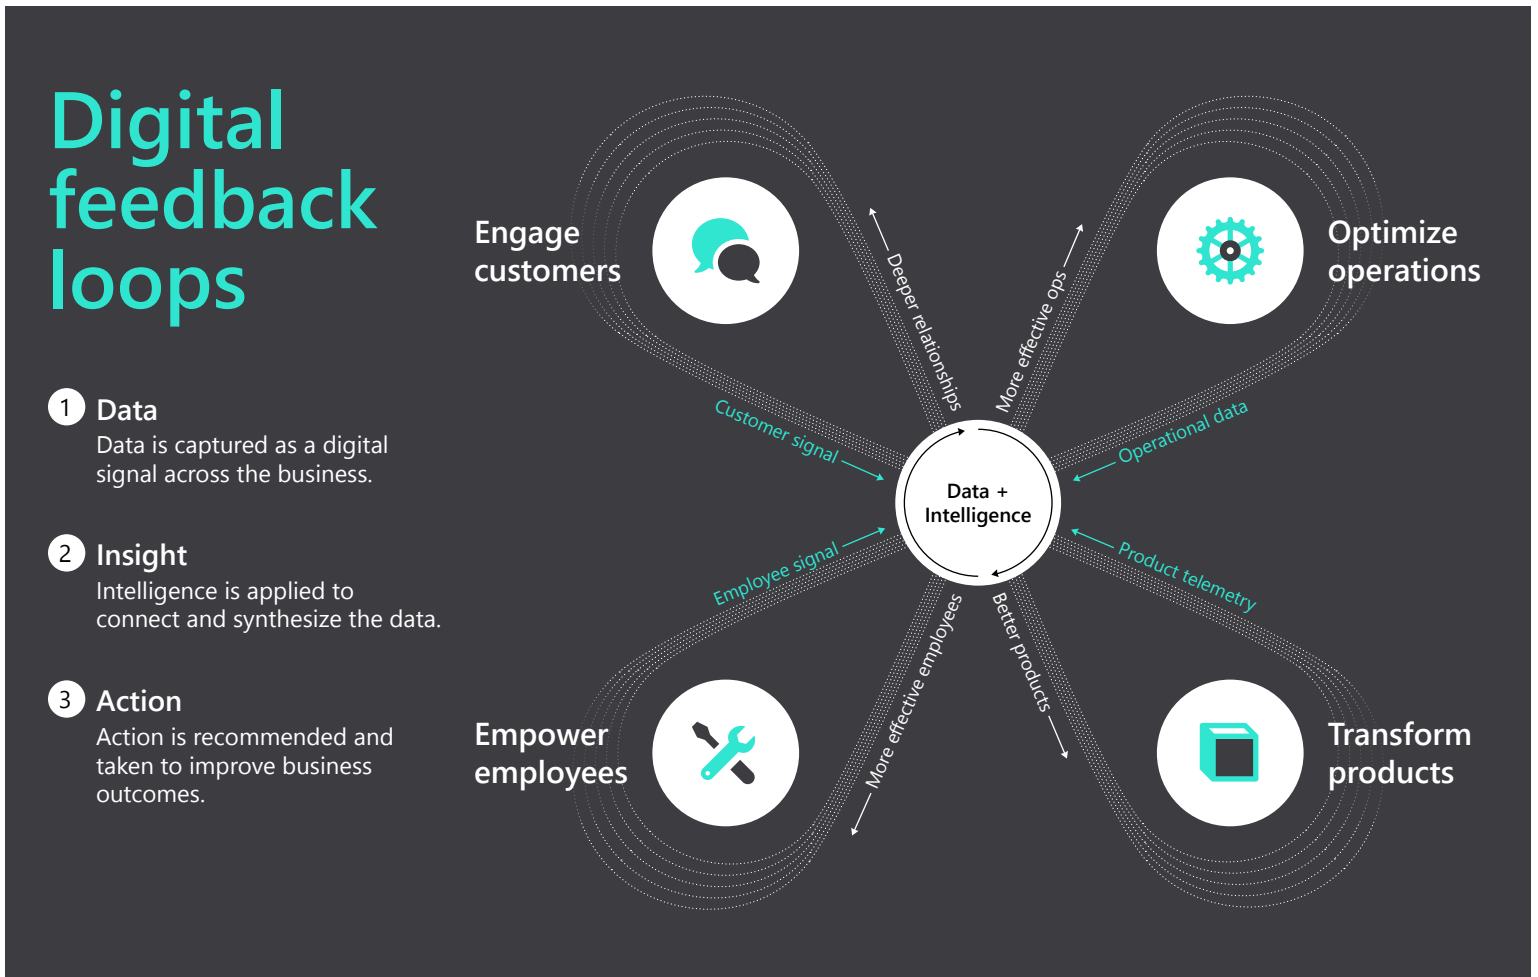 Digital
feedback
loops
1 Data
Data is captured as a digital
signal across the business.
2 Insight
Intelligence is applied to
connect and synthesize the data.
3 Action
Action is recommended and
taken to improve business
outcomes.
Engage
customers
Deeper relationships
Customer signal
More effective ops
Operational data
Optimize
operations
Data +
Intelligence
Employee signal
More effective employees
Empower
employees
Better products
Product telemetry
Transform
products